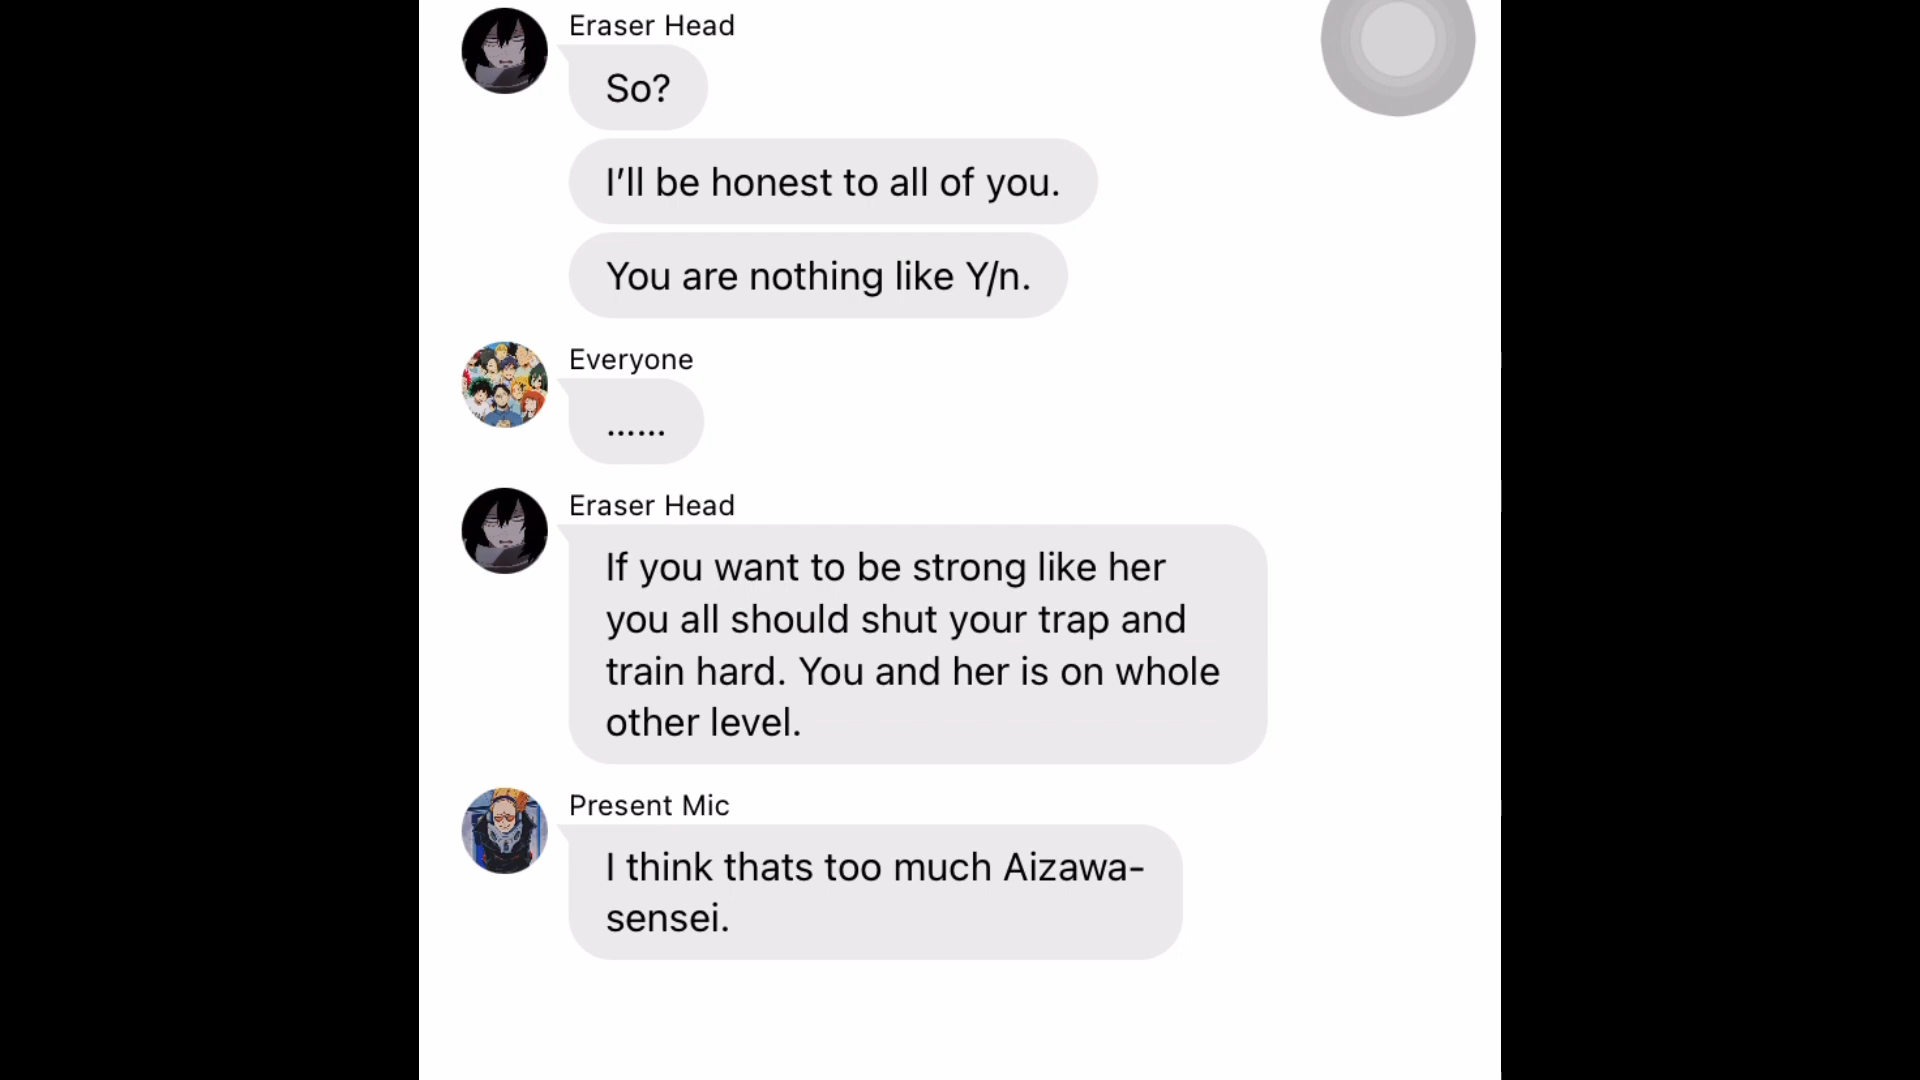 Eraser Head
So?
I’ll be honest to all of you.
You are nothing like Y/n.
Everyone
......
Eraser Head
If you want to be strong like her
you all should shut your trap and
train hard. You and her is on whole
other level.
Present Mic
I think thats too much Aizawa-
sensei.